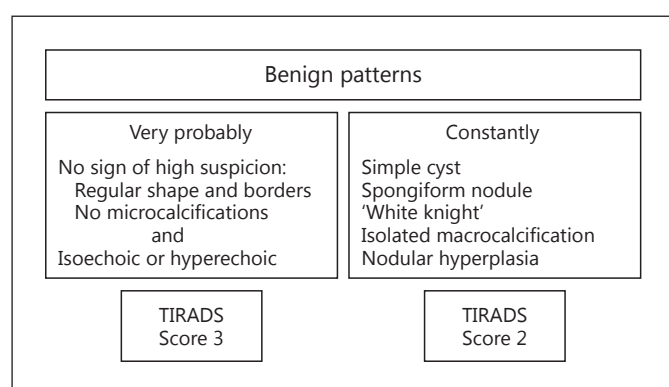 Benign patterns
Very probably
No sign of high suspicion:
Regular shape and borders
No microcalcifications
and
Isoechoic or hyperechoic
TIRADS
Score 3
Constantly
Simple cyst
Spongiform nodule
‘White knight’
Isolated macrocalcification
Nodular hyperplasia
TIRADS
Score 2